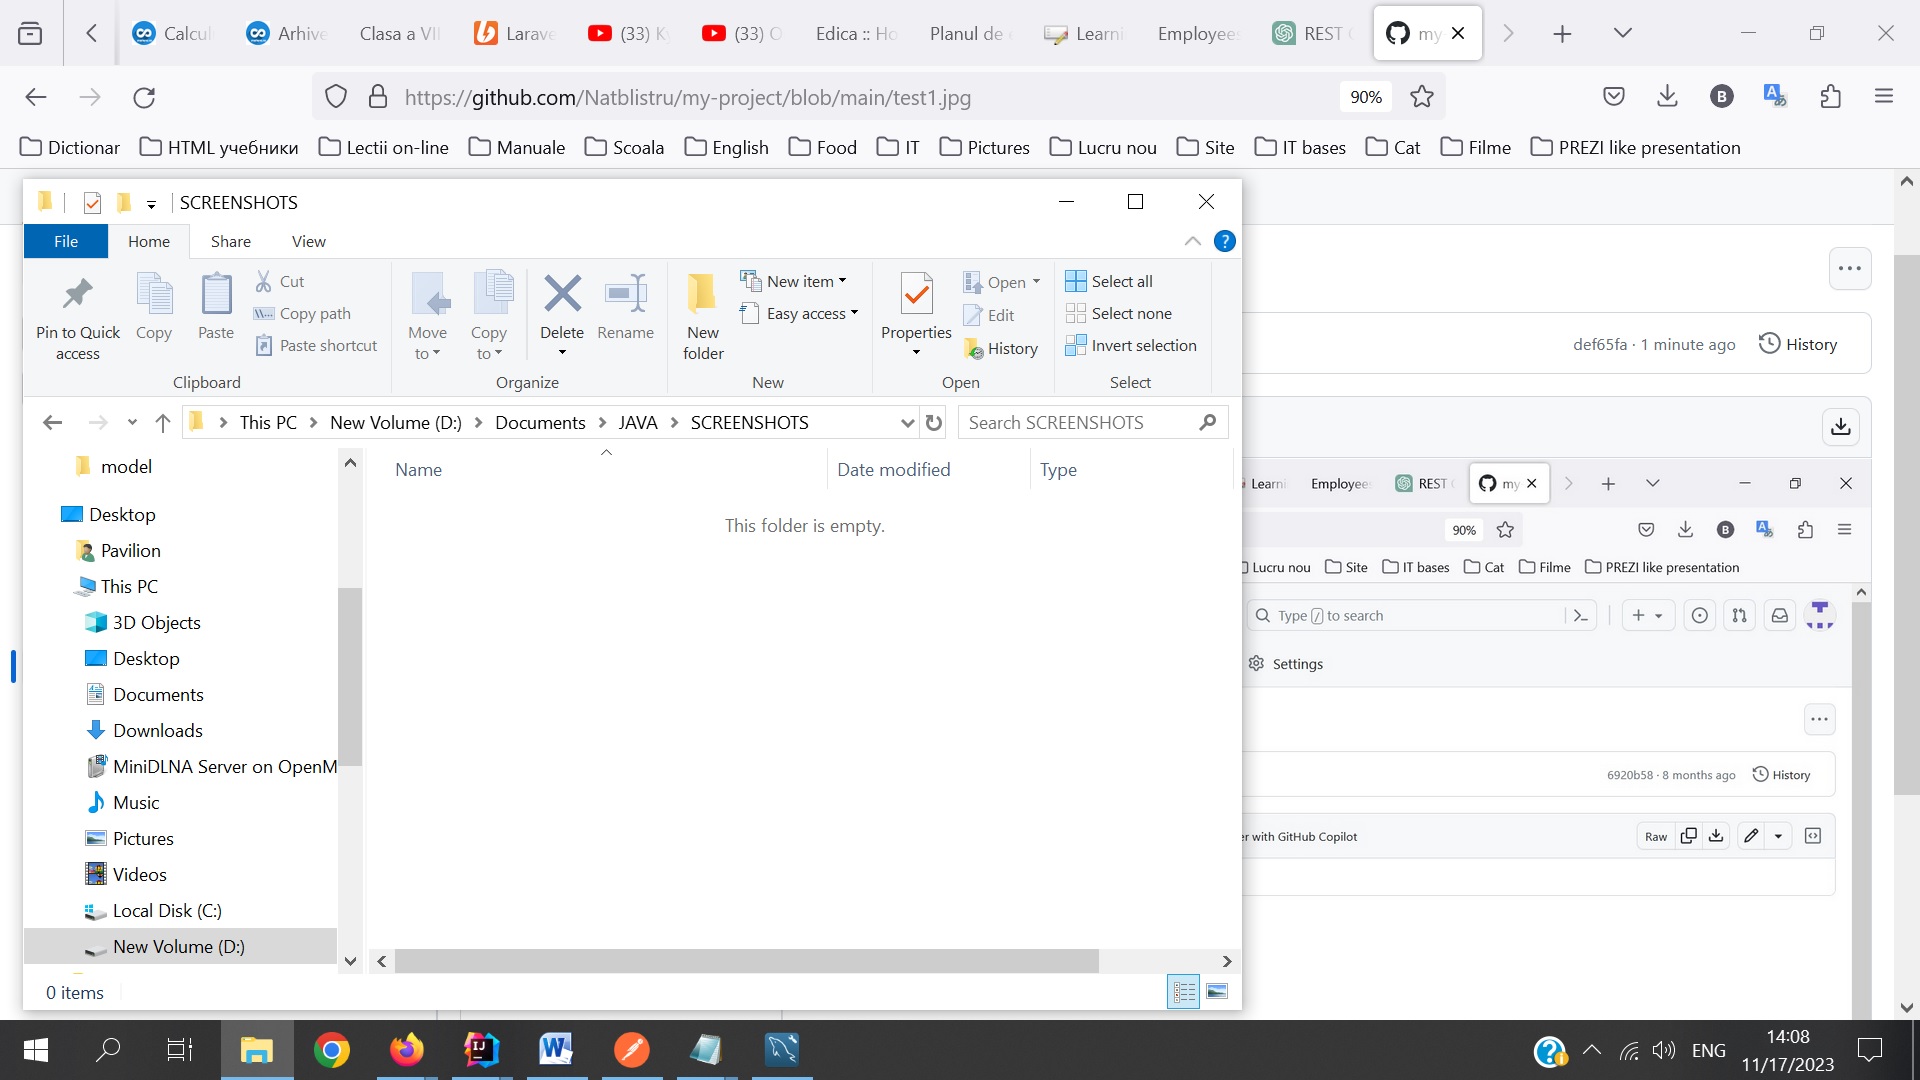 Calcul
Arhive
Clasa a VII
Larave
(33) K
(33) O
Edica :: Ho
Planul de
Learni
Employees
REST
my
https://github.com/Natblistru/my-project/blob/main/test1.jpg
90%
Dictionar
HTML учебники
Lectii on-line
Manuale
Scoala
English
Food
IT
Pictures
Lucru nou
Site
IT bases
Cat
Filme
PREZI like presentation
SCREENSHOTS
File
Home
Share
View
Pin to Quick access
Copy
Paste
Cut
Copy path
Paste shortcut
Clipboard
Move to
Copy to
Delete
Rename
Organize
New folder
New item
Easy access
New
Properties
Open
Edit
History
Open
Select all
Select none
Invert selection
Select
This PC
New Volume (D:)
Documents
JAVA
SCREENSHOTS
Search SCREENSHOTS
Name
Date modified
Type
This folder is empty.
model
Desktop
Pavilion
This PC
3D Objects
Desktop
Documents
Downloads
MiniDLNA Server on OpenM
Music
Pictures
Videos
Local Disk (C:)
New Volume (D:)
0 items
def65fa · 1 minute ago
History
Learni
Employees
REST
my
90%
Lucru nou
Site
IT bases
Cat
Filme
PREZI like presentation
Type / to search
Settings
6920b58 · 8 months ago
History
er with GitHub Copilot
Raw
ENG
14:08
11/17/2023